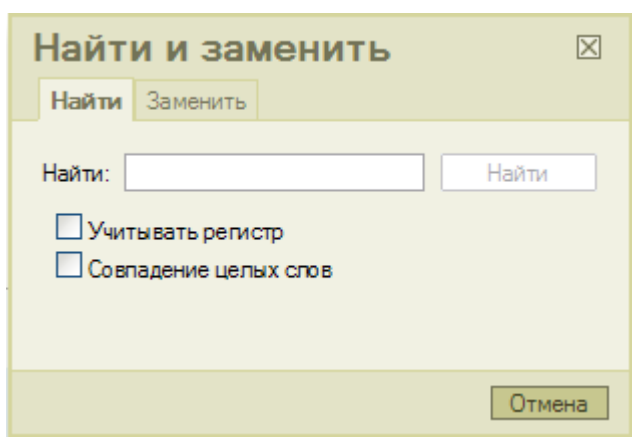 Найти и заменить
Найти Заменить
Найти: Найти
Учитывать регистр
Совпадение целых слов
Отмена